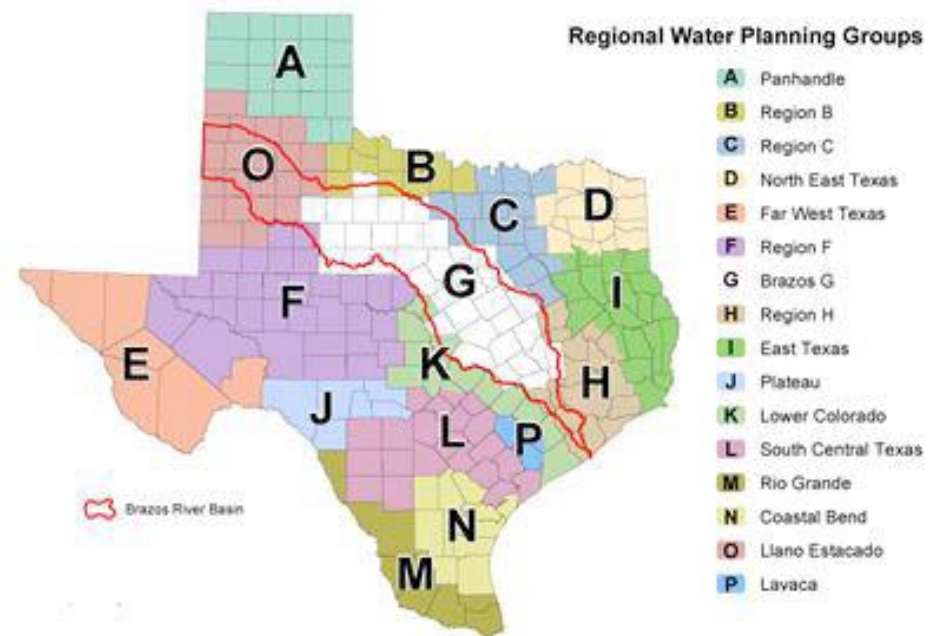 Regional Water Planning Groups
A Panhandle
B Region B
C Region C
D North East Texas
E Far West Texas
F Region F
G Brazos G
H Region H
I East Texas
J Plateau
K Lower Colorado
L South Central Texas
M Rio Grande
N Coastal Bend
O Llano Estacado
P Lavaca
A
O
B
C
D
G
I
F
E
K
H
J
L
P
Brazos River Basin
N
M